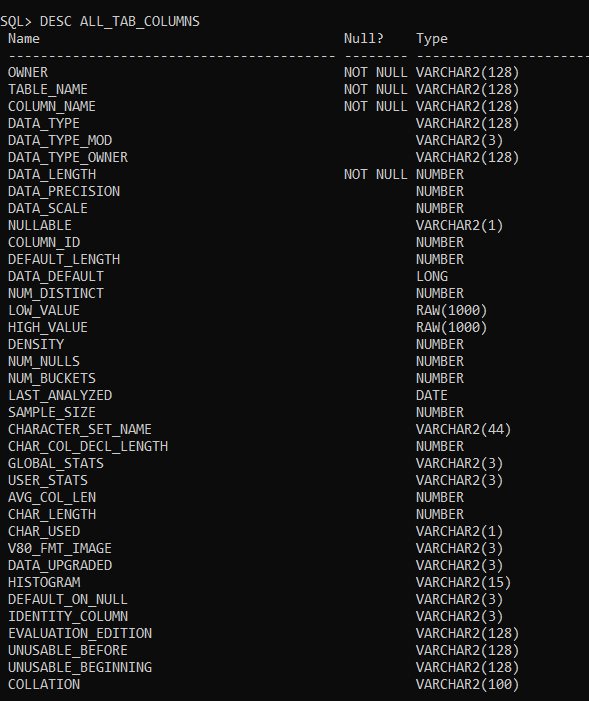 SQL> DESC ALL_TAB_COLUMNS
Name Null? Type
----------------------------------------- -------- ----------------------
OWNER NOT NULL VARCHAR2(128)
TABLE_NAME NOT NULL VARCHAR2(128)
COLUMN_NAME NOT NULL VARCHAR2(128)
DATA_TYPE VARCHAR2(128)
DATA_TYPE_MOD VARCHAR2(3)
DATA_TYPE_OWNER VARCHAR2(128)
DATA_LENGTH NOT NULL NUMBER
DATA_PRECISION NUMBER
DATA_SCALE NUMBER
NULLABLE VARCHAR2(1)
COLUMN_ID NUMBER
DEFAULT_LENGTH NUMBER
DATA_DEFAULT LONG
NUM_DISTINCT NUMBER
LOW_VALUE RAW(1000)
HIGH_VALUE RAW(1000)
DENSITY NUMBER
NUM_NULLS NUMBER
NUM_BUCKETS NUMBER
LAST_ANALYZED DATE
SAMPLE_SIZE NUMBER
CHARACTER_SET_NAME VARCHAR2(44)
CHAR_COL_DECL_LENGTH NUMBER
GLOBAL_STATS VARCHAR2(3)
USER_STATS VARCHAR2(3)
AVG_COL_LEN NUMBER
CHAR_LENGTH NUMBER
CHAR_USED VARCHAR2(1)
V80_FMT_IMAGE VARCHAR2(3)
DATA_UPGRADED VARCHAR2(3)
HISTOGRAM VARCHAR2(15)
DEFAULT_ON_NULL VARCHAR2(3)
IDENTITY_COLUMN VARCHAR2(3)
EVALUATION_EDITION VARCHAR2(128)
UNUSABLE_BEFORE VARCHAR2(128)
UNUSABLE_BEGINNING VARCHAR2(128)
COLLATION VARCHAR2(100)